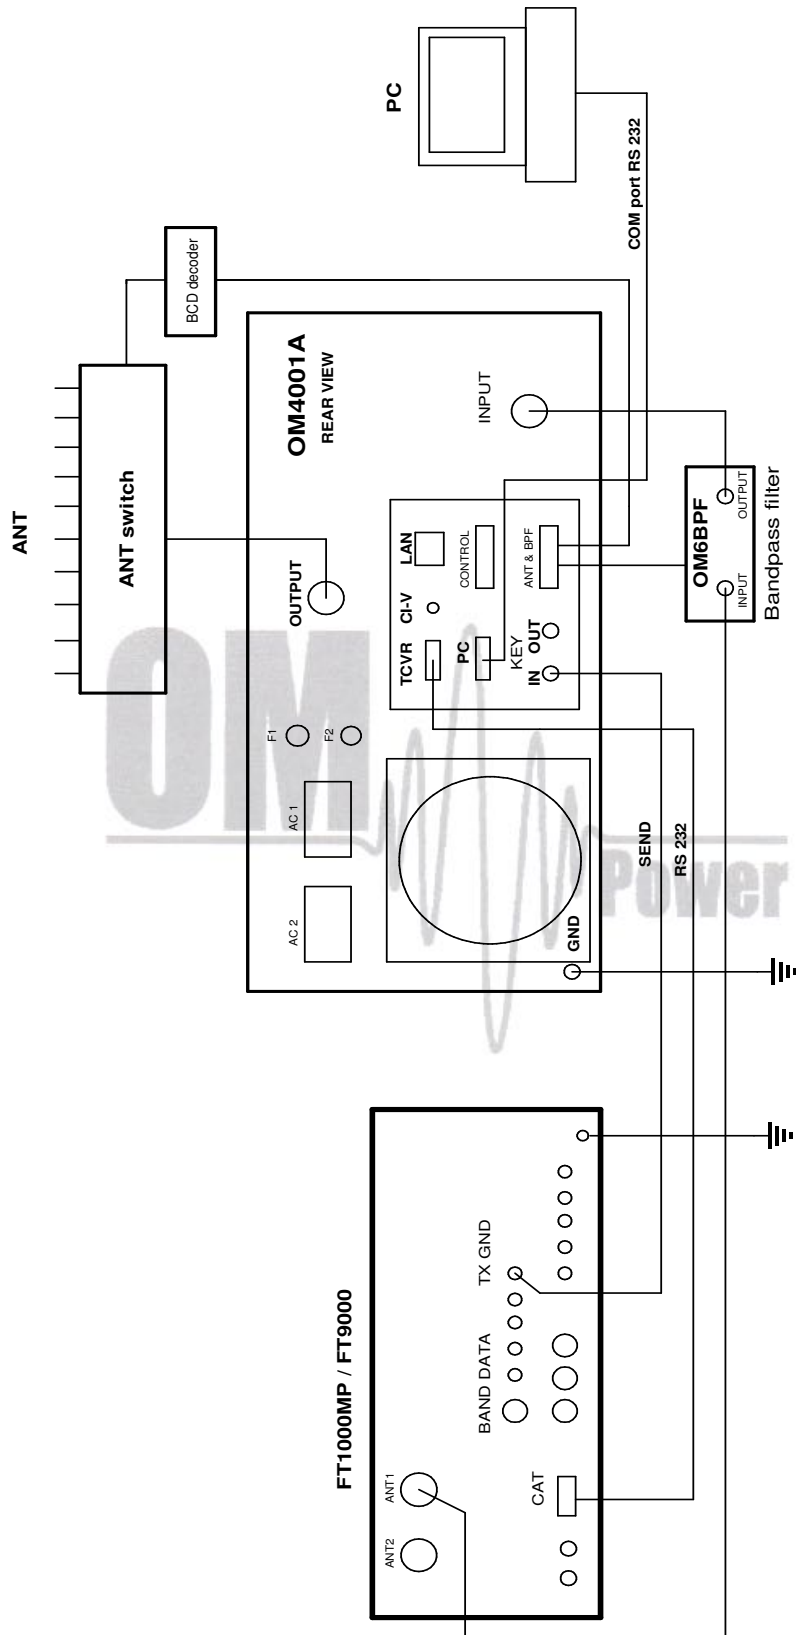 ANT
ANT switch
BCD decoder
PC
COM port RS 232
OM4001A
REAR VIEW
INPUT
OUTPUT
LAN
CI-V
TCVR
CONTROL
PC
ANT & BPF
KEY
IN OUT
F1
F2
AC 1
AC 2
GND
OM6BPF
INPUT
OUTPUT
Bandpass filter
SEND
RS 232
OM
Power
FT1000MP / FT9000
ANT1
ANT2
BAND DATA
TX GND
CAT